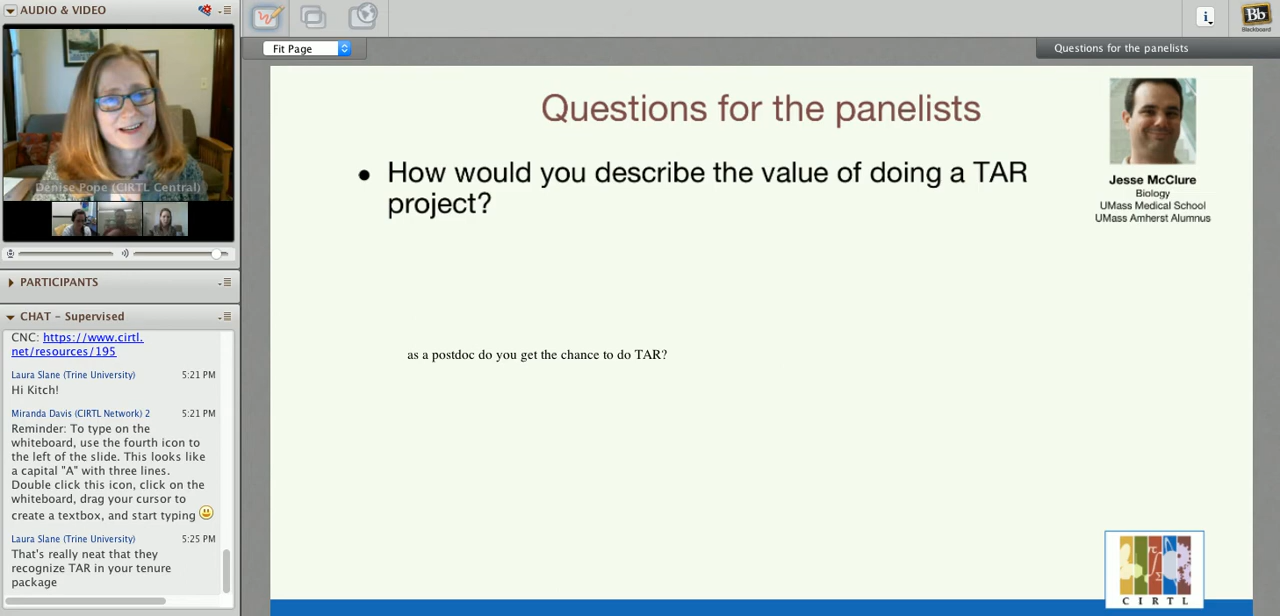 AUDIO & VIDEO
Denise Pope (CIRTL Central)
PARTICIPANTS
CHAT – Supervised
CNC: https://www.cirtl.
net/resources/195
Laura Slane (Trine University) 5:21 PM
Hi Kitch!
Miranda Davis (CIRTL Network) 2 5:21 PM
Reminder: To type on the
whiteboard, use the fourth icon to
the left of the slide. This looks like
a capital "A" with three lines.
Double click this icon, click on the
whiteboard, drag your cursor to
create a textbox, and start typing
Laura Slane (Trine University) 5:25 PM
That's really neat that they
recognize TAR in your tenure
package
i
Bb
Blackboard
Fit Page
Questions for the panelists
Questions for the panelists
• How would you describe the value of doing a TAR
project?
Jesse McClure
Biology
UMass Medical School
UMass Amherst Alumnus
as a postdoc do you get the chance to do TAR?
CIRTL